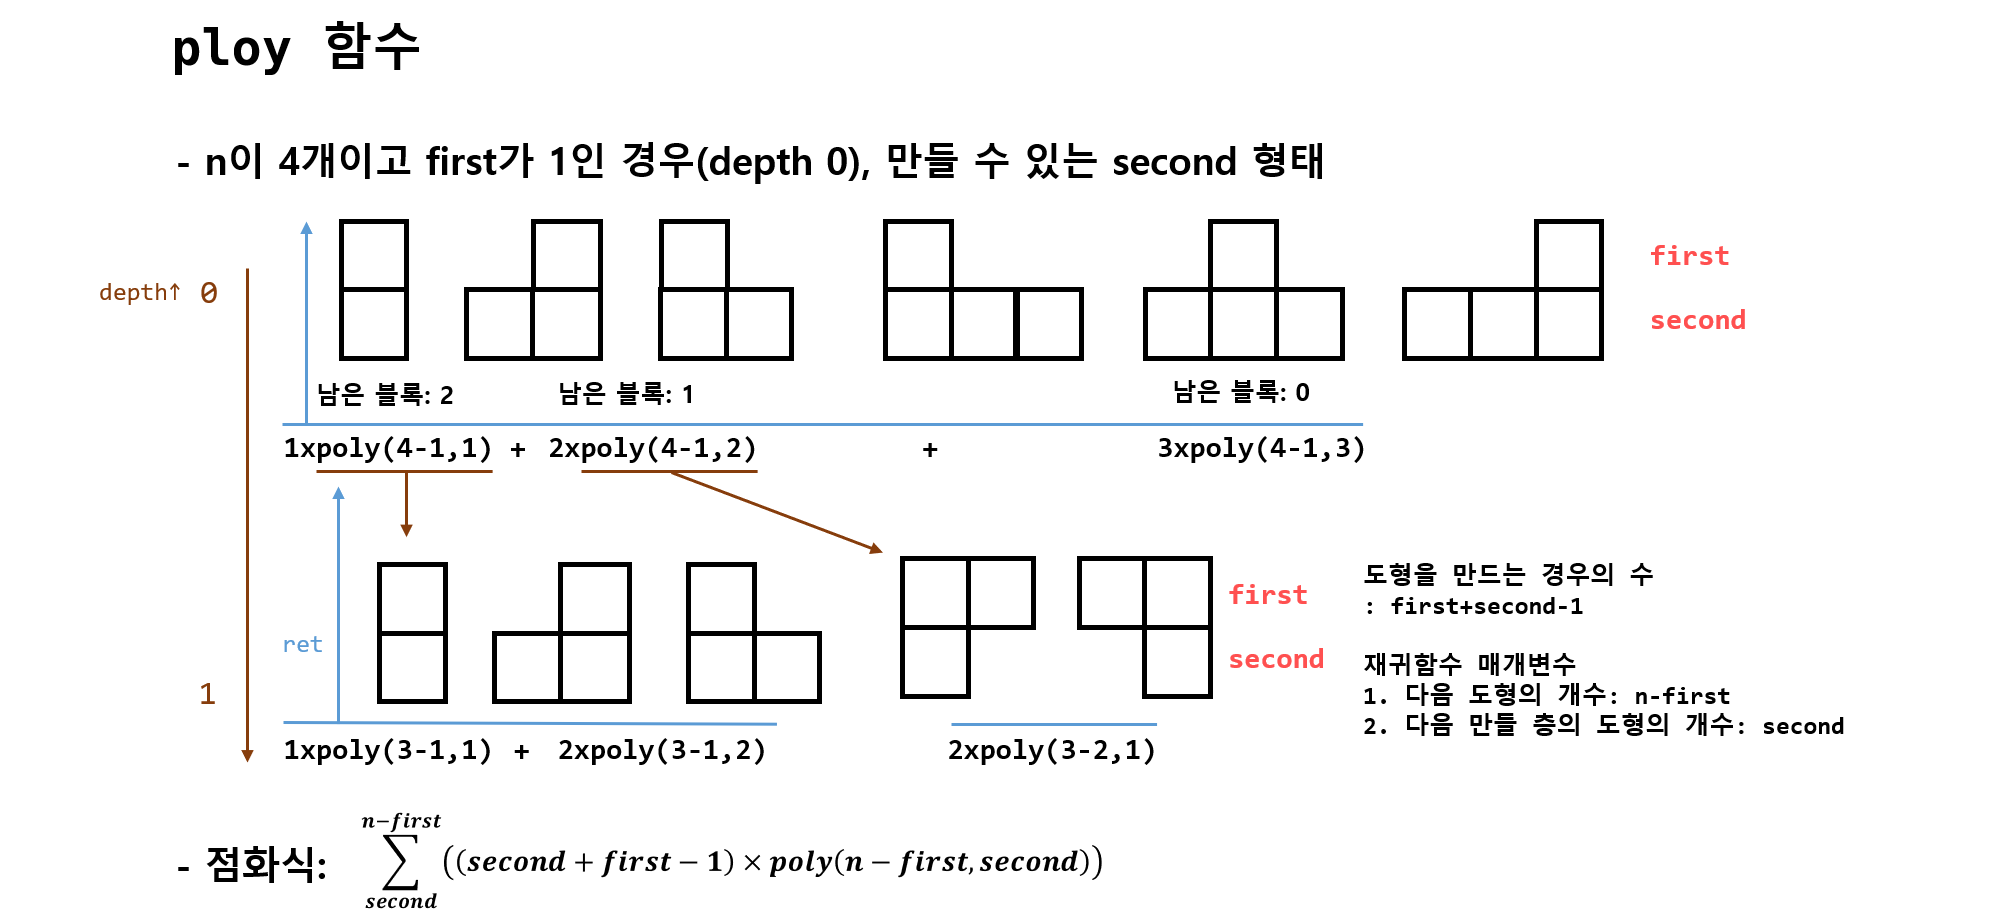 ploy 함수
- n이 4개이고 first가 1인 경우(depth 0), 만들 수 있는 second 형태
depth↑ 0
first
second
남은 블록: 2 남은 블록: 1 남은 블록: 0
1xpoly(4-1,1) + 2xpoly(4-1,2) + 3xpoly(4-1,3)
ret
1
first
second
도형을 만드는 경우의 수
: first+second-1
재귀함수 매개변수
1. 다음 도형의 개수: n-first
2. 다음 만들 층의 도형의 개수: second
1xpoly(3-1,1) + 2xpoly(3-1,2) 2xpoly(3-2,1)
n−first
- 점화식: ∑((second + first − 1) × poly(n − first, second))
second